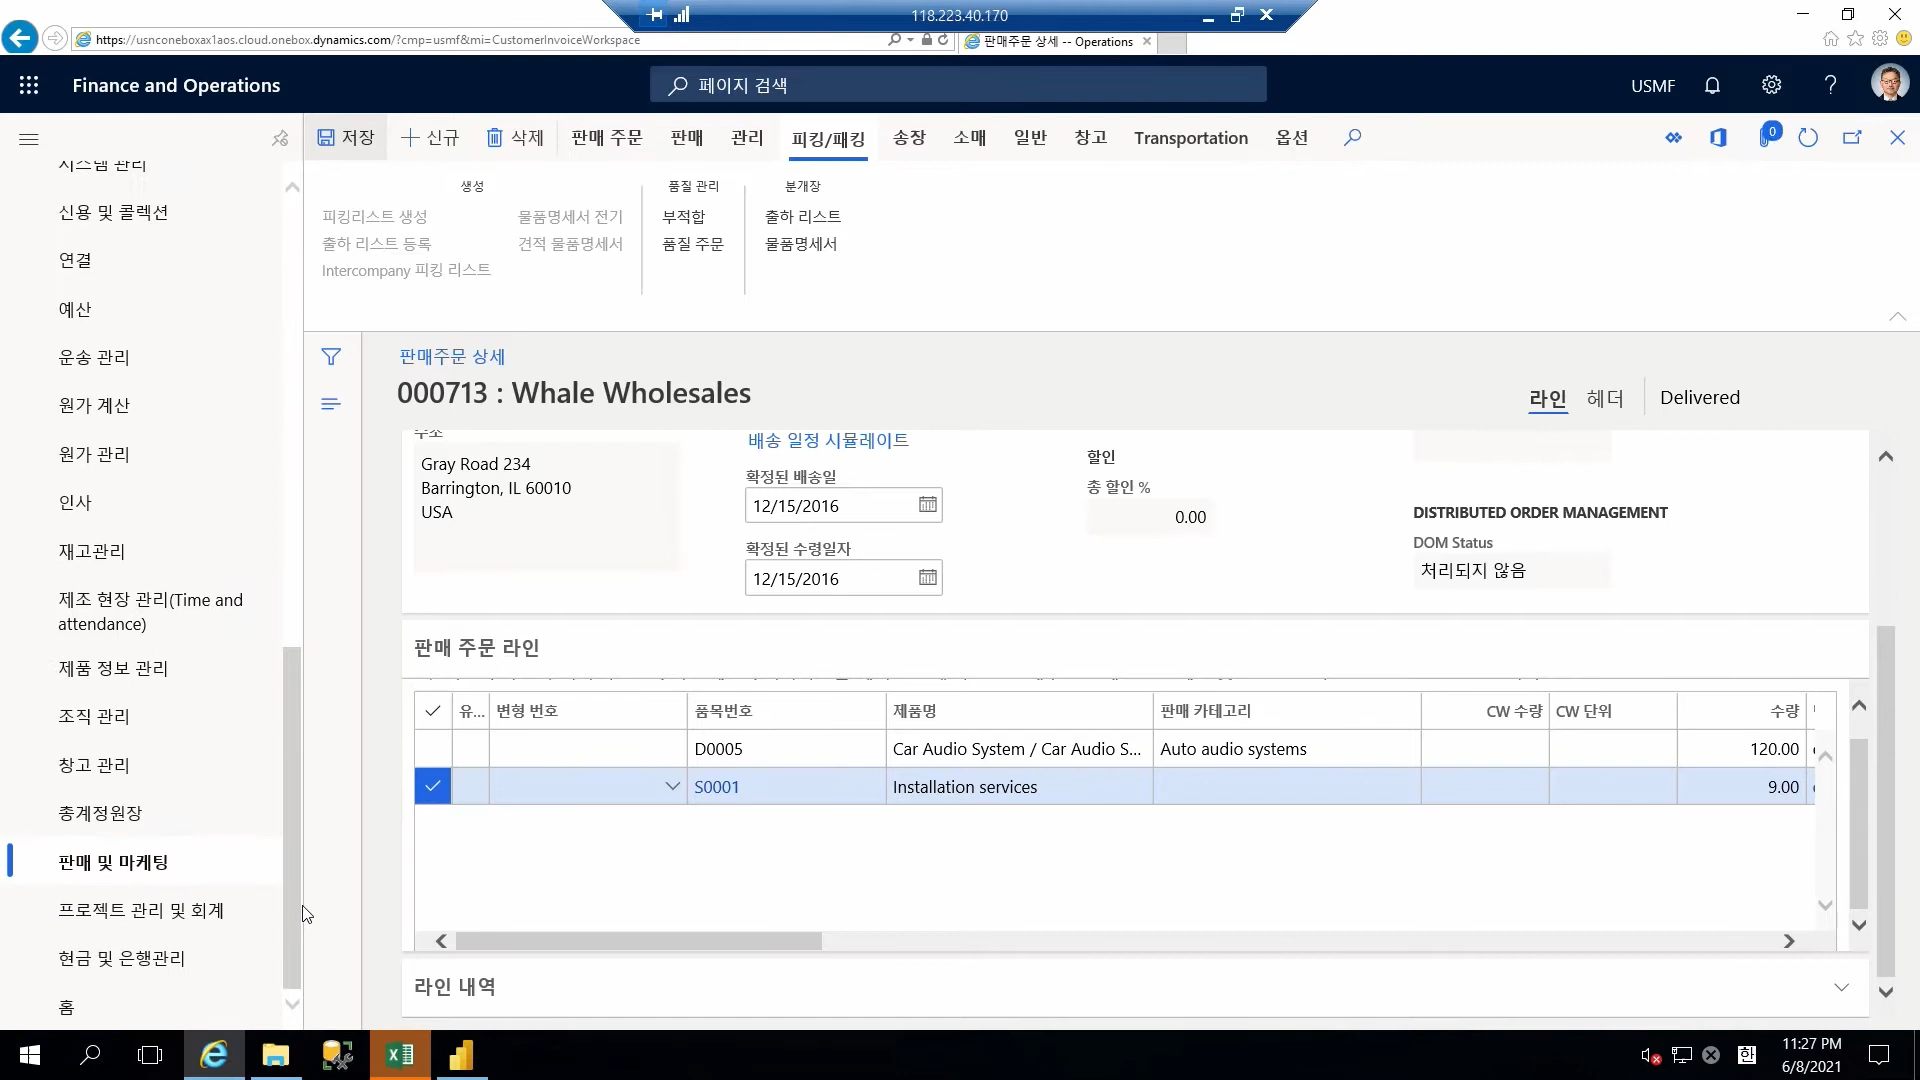 118.223.40.170
https://usnconeboxax1aos.cloud.onebox.dynamics.com/?cmp=usmf&mi=CustomerInvoiceWorkspace
판매주문 상세 -- Operations
Finance and Operations
페이지 검색
USMF
저장
신규
삭제
판매 주문
판매
관리
피킹/패킹
송장
소매
일반
창고
Transportation
옵션
0
생성
품질 관리
분개장
피킹리스트 생성
물품명세서 전기
부적합
출하 리스트
출하 리스트 등록
견적 물품명세서
품질 주문
물품명세서
Intercompany 피킹 리스트
시스템 관리
신용 및 콜렉션
연결
예산
운송 관리
원가 계산
원가 관리
인사
재고관리
제조 현장 관리(Time and
attendance)
제품 정보 관리
조직 관리
창고 관리
총계정원장
판매 및 마케팅
프로젝트 관리 및 회계
현금 및 은행관리
홈
판매주문 상세
000713 : Whale Wholesales
라인
헤더
Delivered
주소
Gray Road 234
Barrington, IL 60010
USA
배송 일정 시뮬레이트
확정된 배송일
12/15/2016
확정된 수령일자
12/15/2016
할인
총 할인 %
0.00
DISTRIBUTED ORDER MANAGEMENT
DOM Status
처리되지 않음
판매 주문 라인
유... 변형 번호 품목번호 제품명 판매 카테고리 CW 수량 CW 단위 수량
D0005 Car Audio System / Car Audio S... Auto audio systems 120.00
S0001 Installation services 9.00
라인 내역
한
11:27 PM
6/8/2021